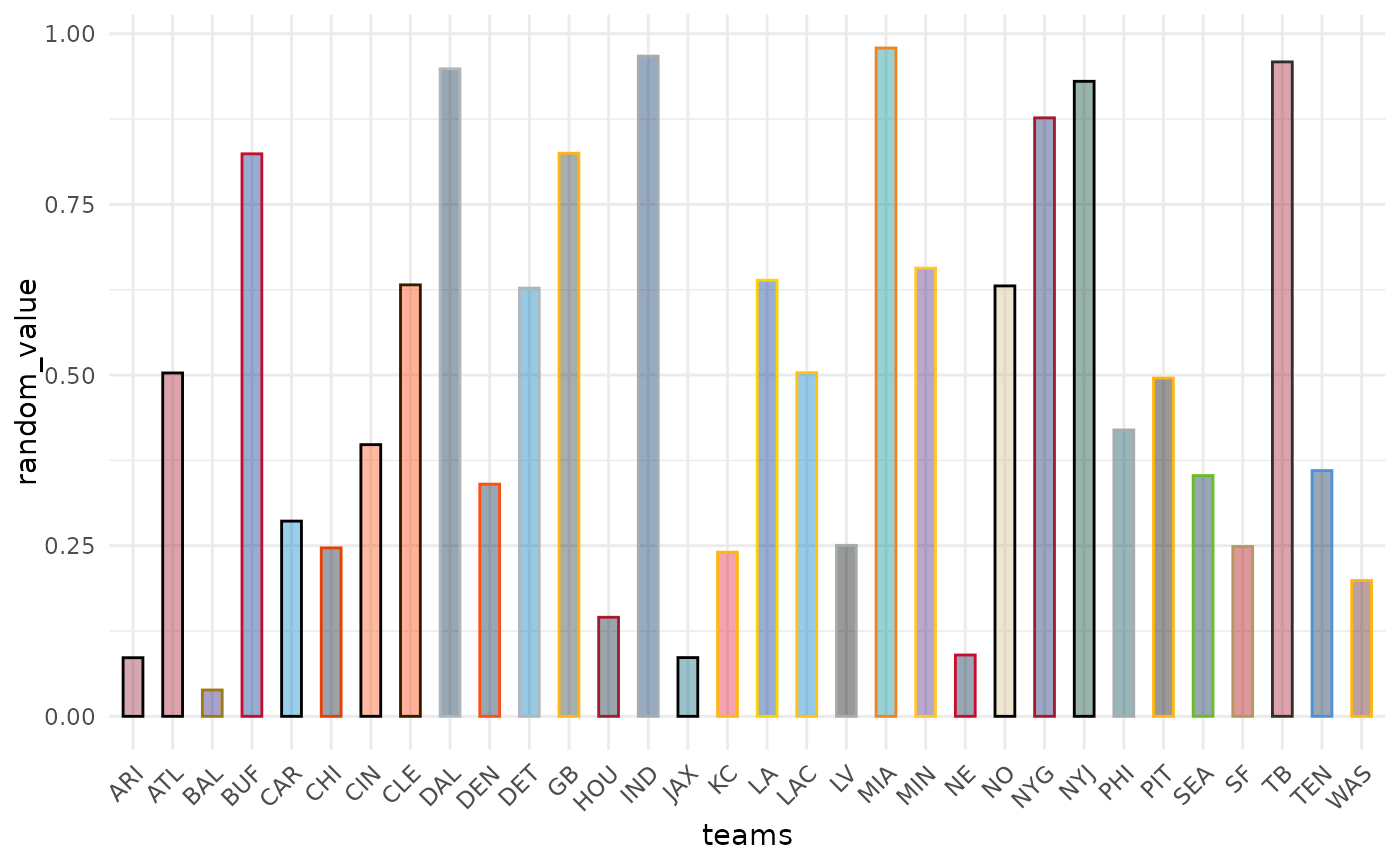 1.00
0.75
0.50
0.25
0.00
random_value
ARI
ATL
BAL
BUF
CAR
CHI
CIN
CLE
DAL
DEN
DET
GB
HOU
IND
JAX
KC
LA
LAC
LV
MIA
MIN
NE
NO
NYG
NYJ
PHI
PIT
SEA
SF
TB
TEN
WAS
teams